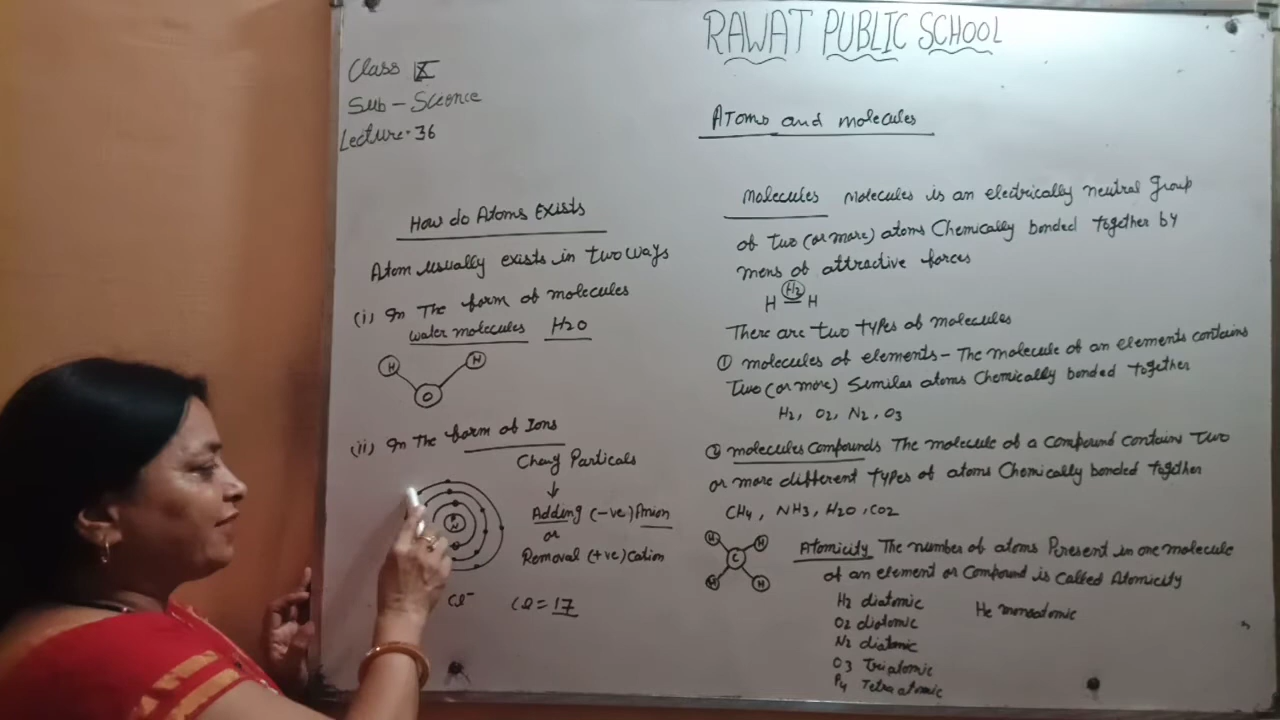 RAWAT PUBLIC SCHOOL
Class IX
Sub - Science
Lecture - 36
Atoms and molecules
How do Atoms Exists
Atom usually exists in two ways
(i) In The form of molecules
water molecules H2O
H H
O
(ii) In The form of Ions
Particals
↓
Adding (-ve) Anion
or
Removal (+ve) Cation
Cl-
Cl = 17
Molecules Molecules is an electrically neutral Group
of two (or more) atoms Chemically bonded together by
mens of attractive forces
H2
H = H
There are two types of molecules
① molecules of elements - The molecule of an elements contains
Two (or more) Similar atoms Chemically bonded together
H2, O2, N2, O3
② molecules Compounds The molecule of a Compound contains Two
or more different Types of atoms Chemically bonded together
CH4, NH3, H2O, CO2
H H
C
H H
Atomicity The number of atoms Peresent in one molecule
of an element or Compound is called Atomicity
H2 diatomic He monoatomic
O2 diatomic
N2 diatomic
O3 Triatomic
P4 Tetra atomic